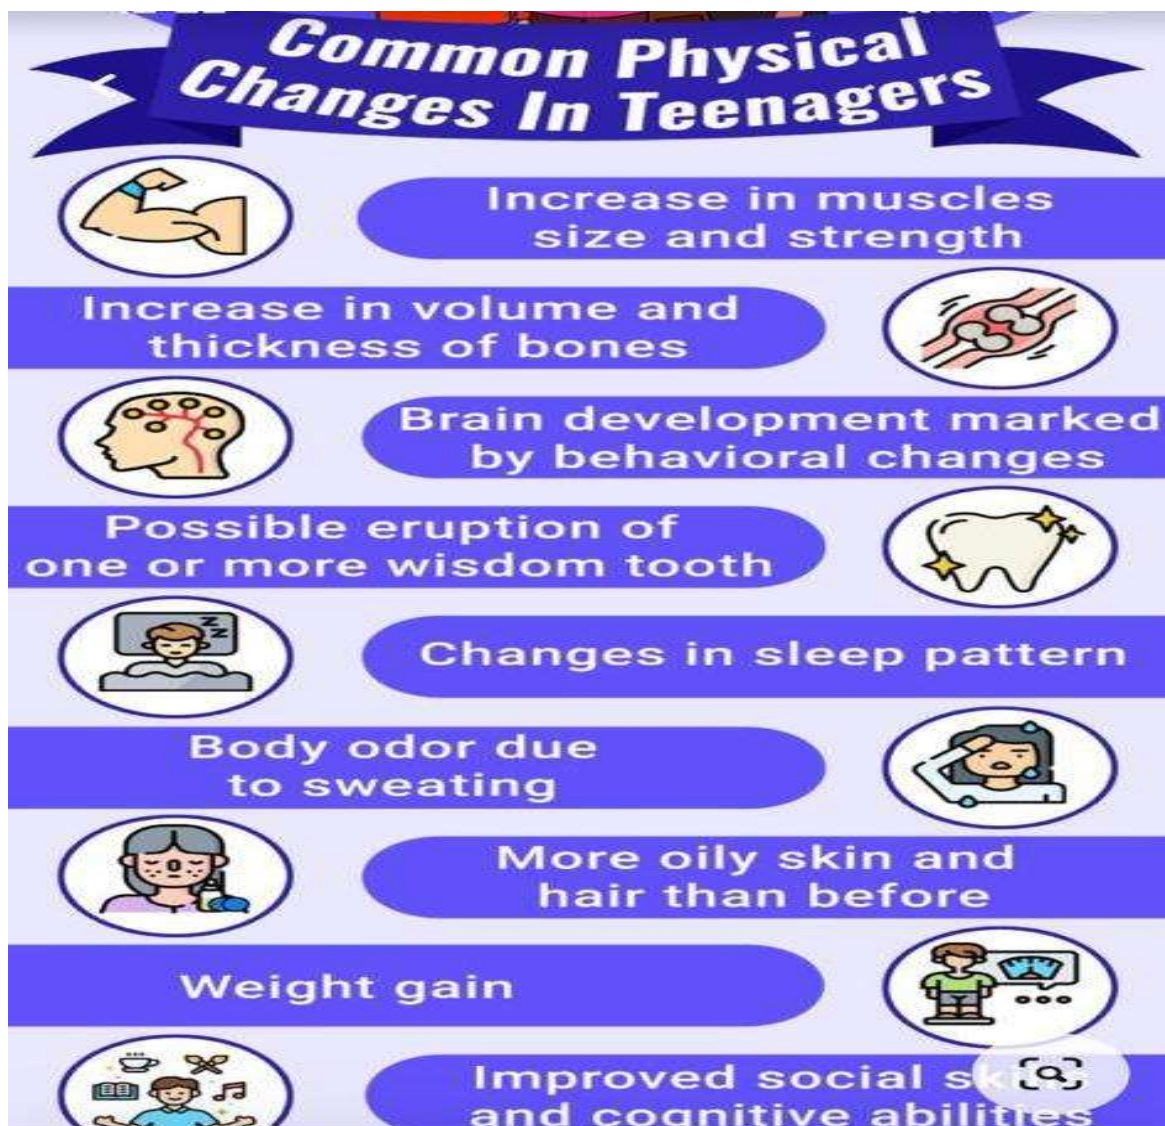 Common Physical
Changes In Teenagers
Increase in muscles
size and strength
Increase in volume and
thickness of bones
Brain development marked
by behavioral changes
Possible eruption of
one or more wisdom tooth
Changes in sleep pattern
Body odor due
to sweating
More oily skin and
hair than before
Weight gain
Improved social skills
and cognitive abilities